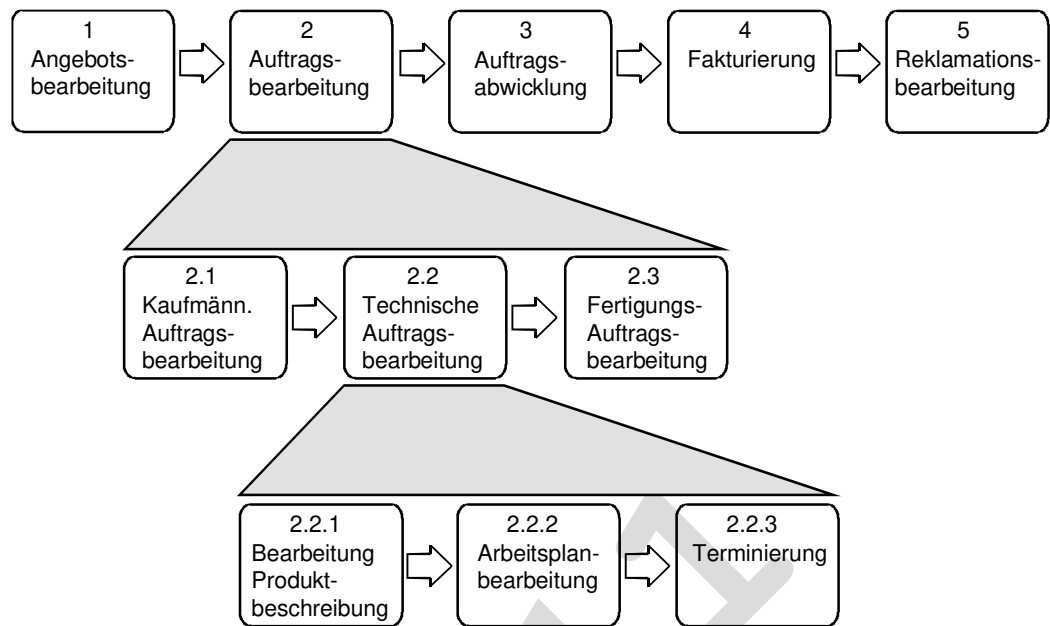 1
Angebots-
bearbeitung
2
Auftrags-
bearbeitung
3
Auftrags-
abwicklung
4
Fakturierung
5
Reklamations-
bearbeitung
2.1
Kaufmänn.
Auftrags-
bearbeitung
2.2
Technische
Auftrags-
bearbeitung
2.3
Fertigungs-
Auftrags-
bearbeitung
2.2.1
Bearbeitung
Produkt-
beschreibung
2.2.2
Arbeitsplan-
bearbeitung
2.2.3
Terminierung